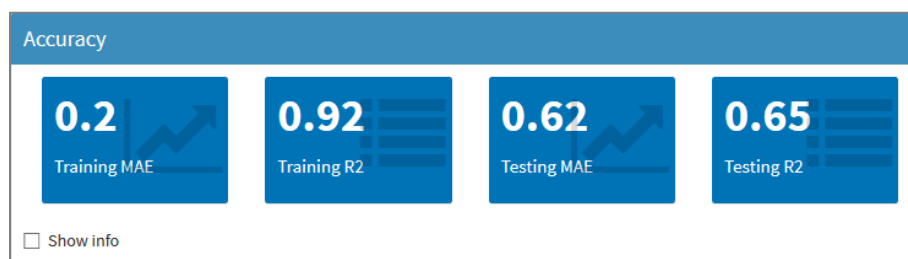 Accuracy
0.2
Training MAE
0.92
Training R2
0.62
Testing MAE
0.65
Testing R2
Show info